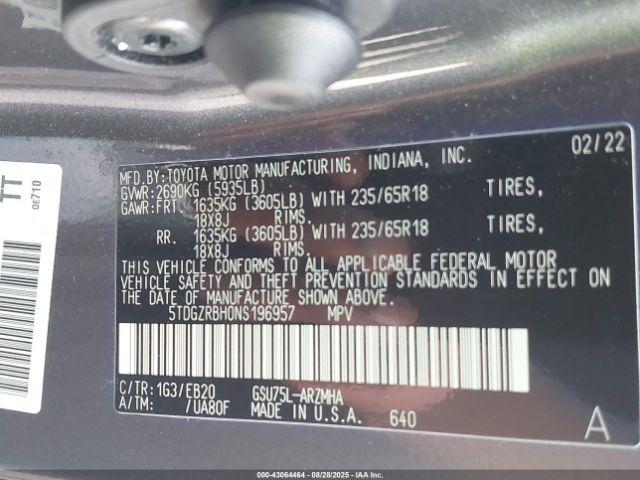 02/22
MFD.BY:TOYOTA MOTOR MANUFACTURING, INDIANA, INC.
GVWR:2690KG (5935LB)
GAWR:FRT. 1635KG (3605LB) WITH 235/65R18 TIRES,
18X8J RIMS.
RR. 1635KG (3605LB) WITH 235/65R18 TIRES,
18X8J RIMS.
THIS VEHICLE CONFORMS TO ALL APPLICABLE FEDERAL MOTOR
VEHICLE SAFETY AND THEFT PREVENTION STANDARDS IN EFFECT ON
THE DATE OF MANUFACTURE SHOWN ABOVE.
5TDGZRBH0NS196957 MPV
C/TR:1G3/EB20 GSU75L-ARZMHA
A/TM: /UA80F MADE IN U.S.A. 640
A
TT
0E710
000-43064464 - 08/28/2025 - IAAI, Inc.